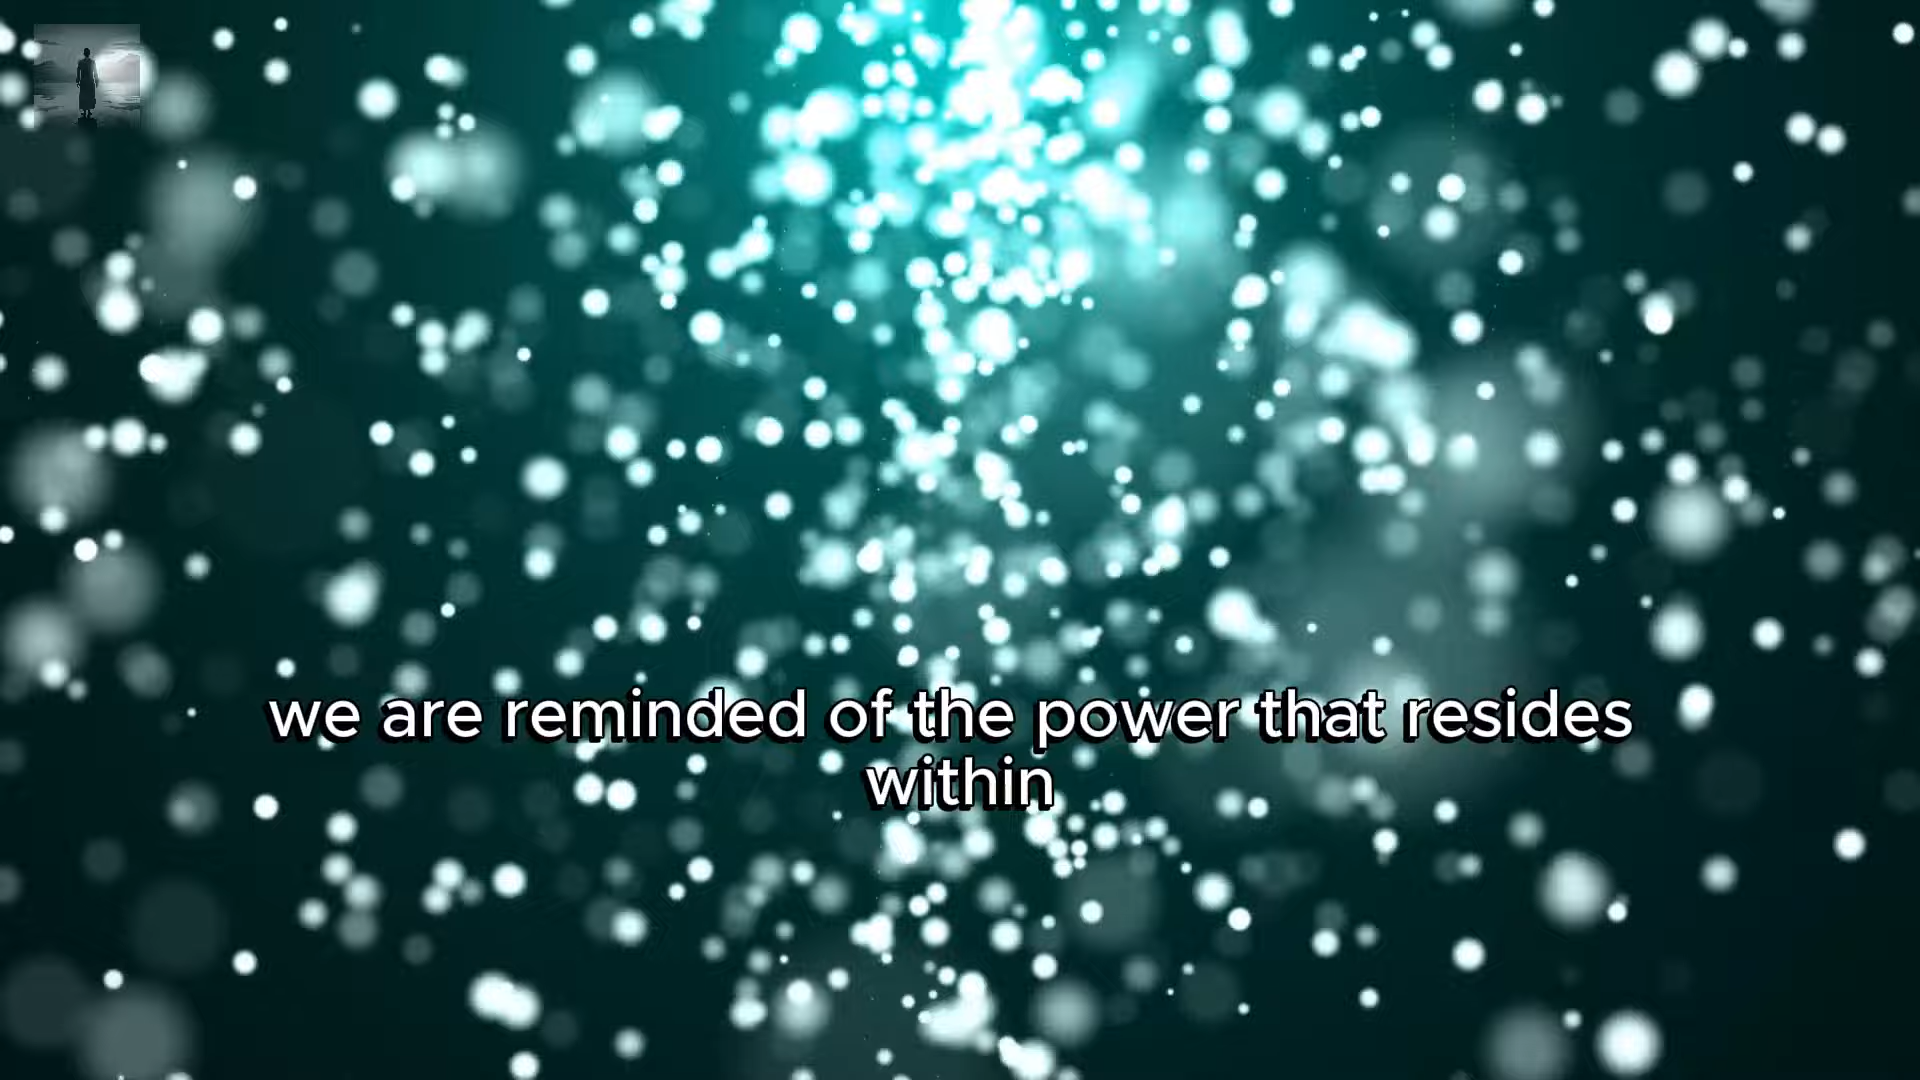 we are reminded of the power that resides
within